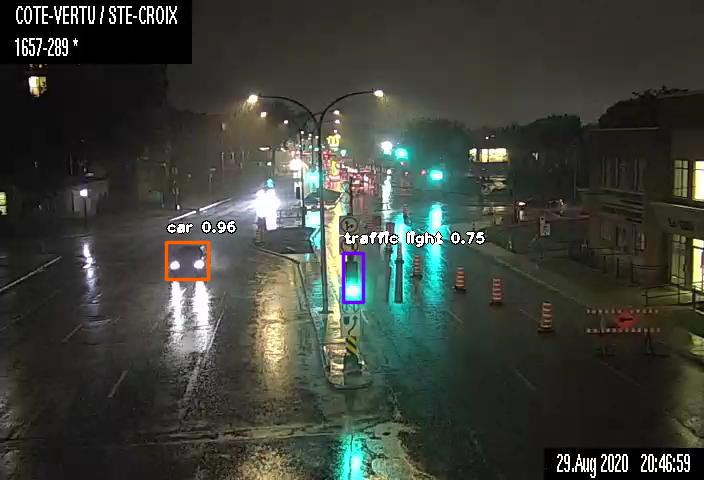 COTE-VERTU / STE-CROIX
1657-289 *
car 0.96
traffic light 0.75
29.Aug 2020 20:46:59